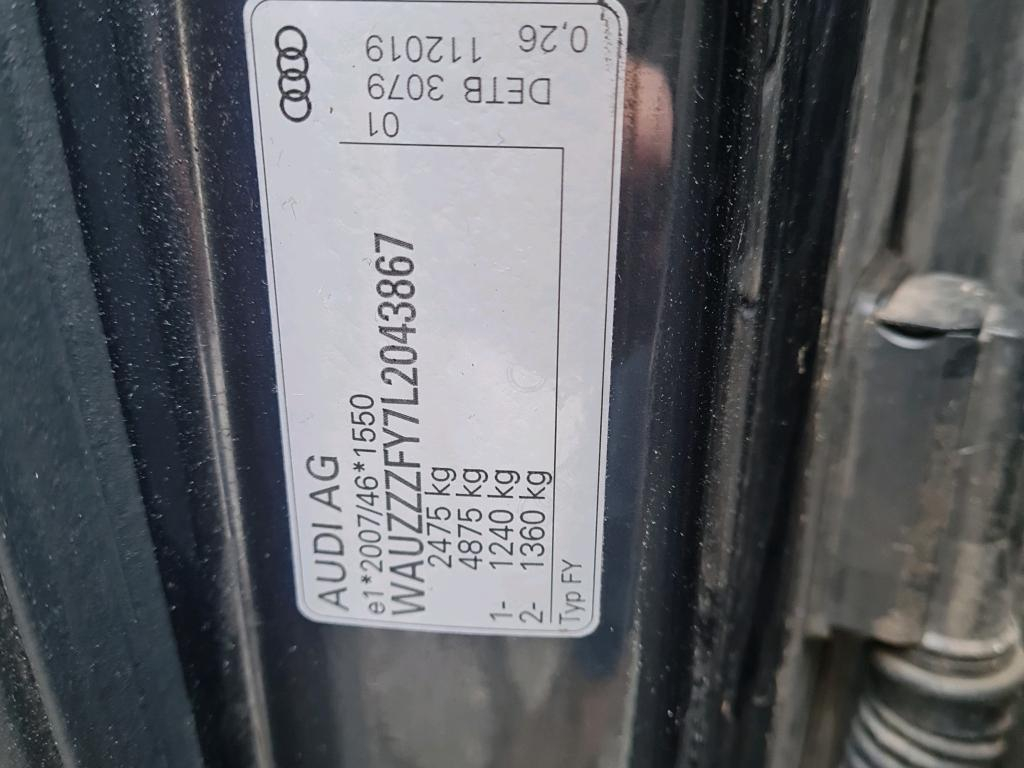 AUDI AG
e1*2007/46*1550
WAUZZZFY7L2043867
2475 kg
4875 kg
1- 1240 kg
2- 1360 kg
Typ FY
01
DETB 3079
112019
0,26